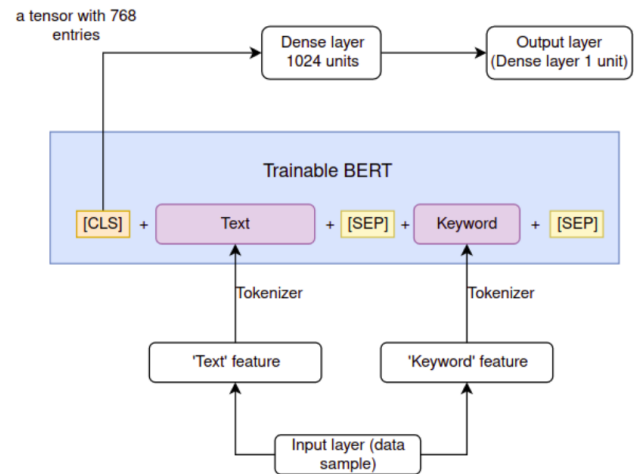 a tensor with 768
entries
Dense layer
1024 units
Output layer
(Dense layer 1 unit)
Trainable BERT
[CLS] + Text + [SEP] + Keyword + [SEP]
Tokenizer Tokenizer
'Text' feature 'Keyword' feature
Input layer (data
sample)